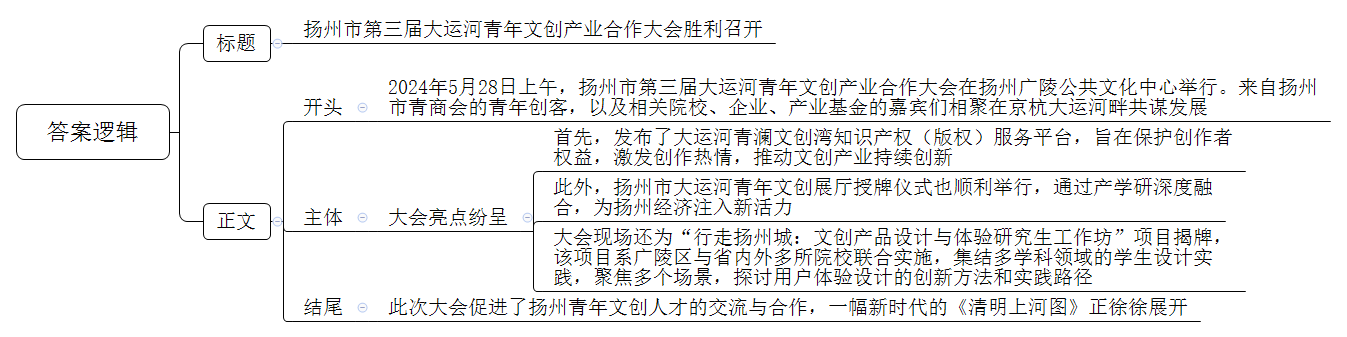 答案逻辑
标题
扬州市第三届大运河青年文创产业合作大会胜利召开
正文
开头
2024年5月28日上午，扬州市第三届大运河青年文创产业合作大会在扬州广陵公共文化中心举行。来自扬州
市青商会的青年创客，以及相关院校、企业、产业基金的嘉宾们相聚在京杭大运河畔共谋发展
主体
大会亮点纷呈
首先，发布了大运河青澜文创湾知识产权（版权）服务平台，旨在保护创作者
权益，激发创作热情，推动文创产业持续创新
此外，扬州市大运河青年文创展厅授牌仪式也顺利举行，通过产学研深度融
合，为扬州经济注入新活力
大会现场还为“行走扬州城：文创产品设计与体验研究生工作坊”项目揭牌，
该项目系广陵区与省内外多所院校联合实施，集结多学科领域的学生设计实
践，聚焦多个场景，探讨用户体验设计的创新方法和实践路径
结尾
此次大会促进了扬州青年文创人才的交流与合作，一幅新时代的《清明上河图》正徐徐展开